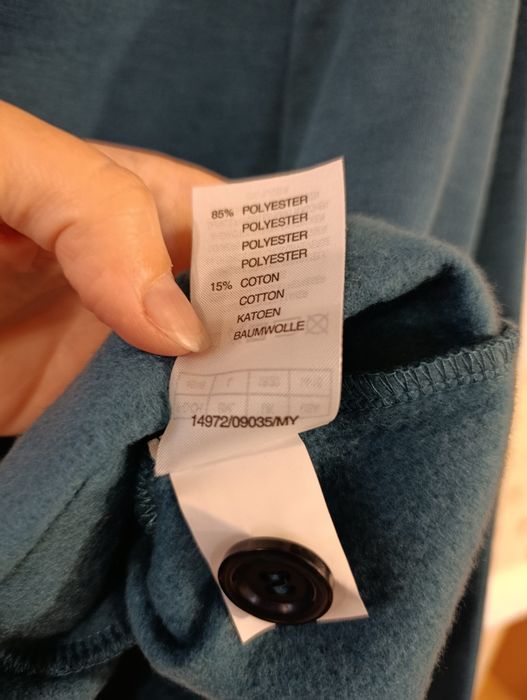 85% POLYESTER
POLYESTER
POLYESTER
POLYESTER
15% COTON
COTTON
KATOEN
BAUMWOLLE
14972/09035/MY